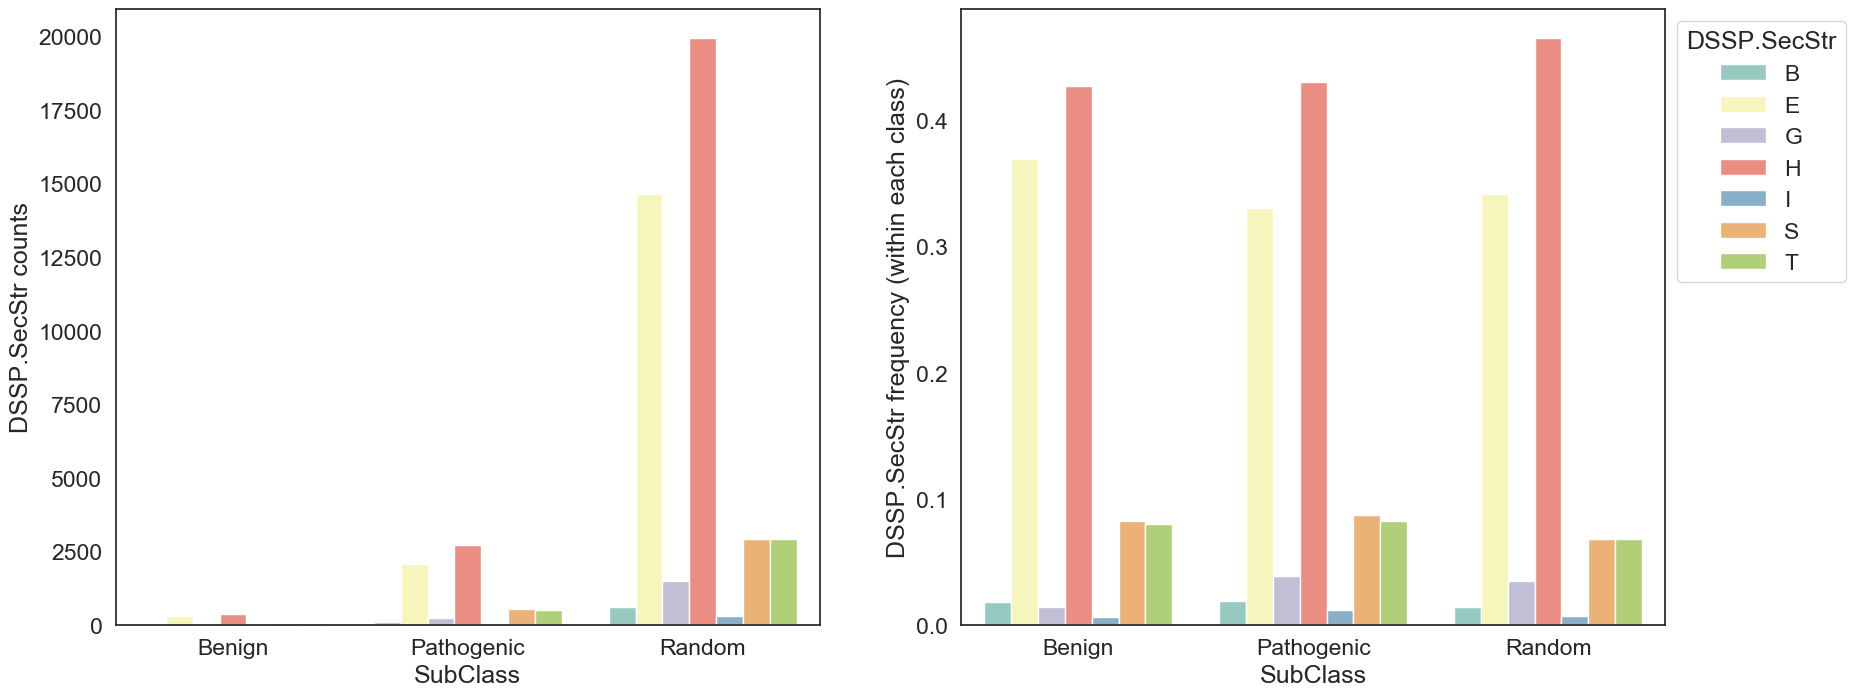 DSSP.SecStr counts
20000
17500
15000
12500
10000
7500
5000
2500
0
Benign
Pathogenic
Random
SubClass
DSSP.SecStr frequency (within each class)
0.4
0.3
0.2
0.1
0.0
Benign
Pathogenic
Random
SubClass
DSSP.SecStr
B
E
G
H
I
S
T